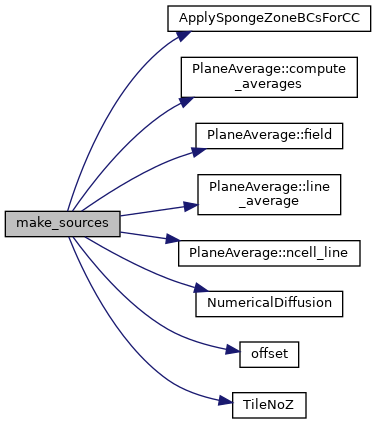 make_sources
ApplySpongeZoneBCsForCC
PlaneAverage::compute
_averages
PlaneAverage::field
PlaneAverage::line
_average
PlaneAverage::ncell_line
NumericalDiffusion
offset
TileNoZ